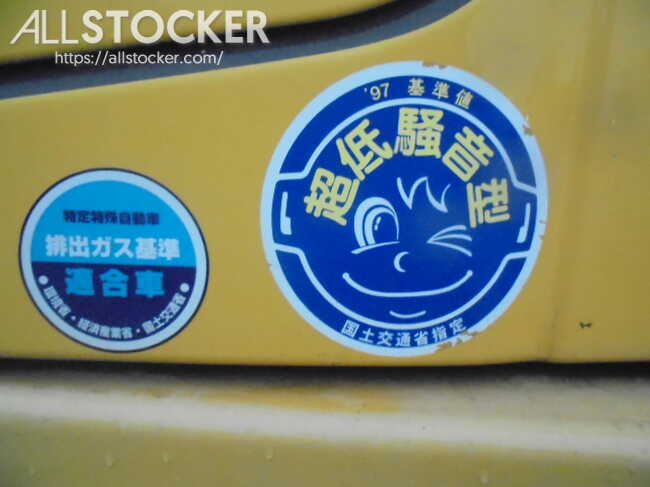 ALLSTOCKER
https://allstocker.com/
'97 基準値
超低騒音型
国土交通省指定
特定特殊自動車
排出ガス基準
適合車
環境省・経済産業省・国土交通省